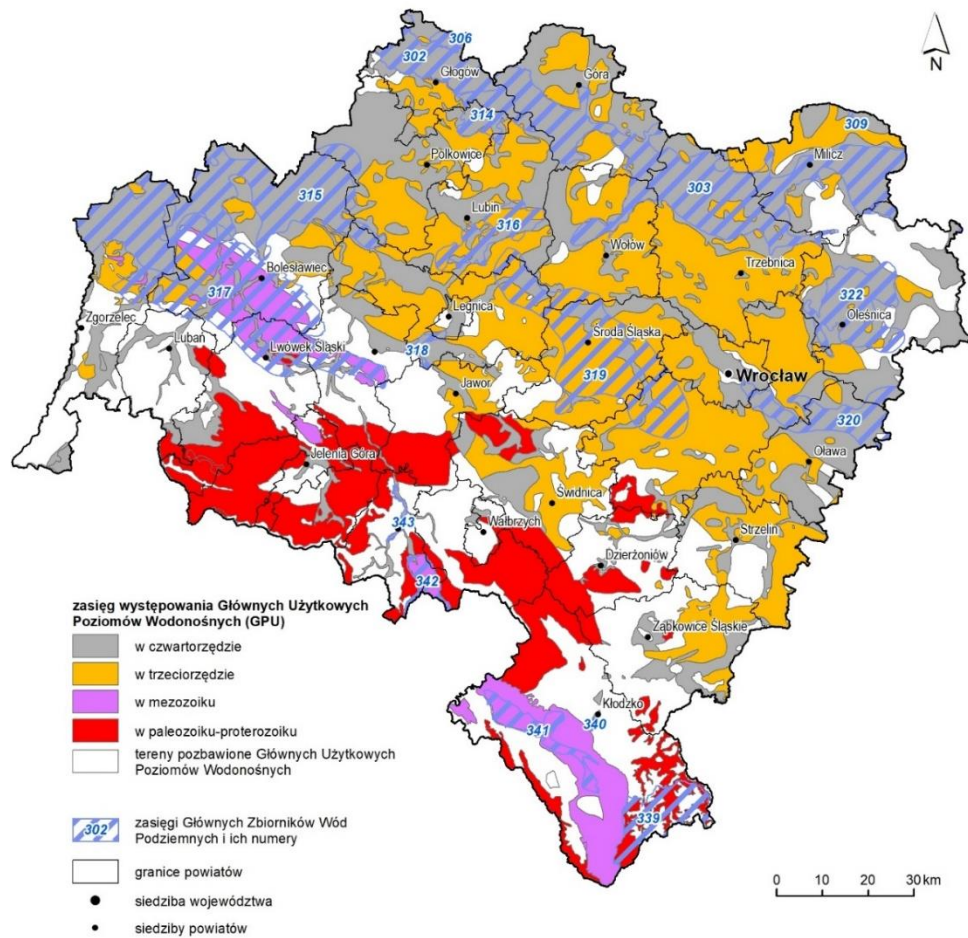 306
302
Głogów
Góra
N
314
309
Polkowice
Milicz
303
315
Lubin
316
Wołów
Trzebnica
Bolesławiec
317
322
Oleśnica
Zgorzelec
Legnica
Lubań
Lwówek Śląski
318
Środa Śląska
319
Wrocław
Jawor
320
Oława
Jelenia Góra
Świdnica
343
Wałbrzych
Strzelin
Dzierżoniów
342
Ząbkowice Śląskie
Kłodzko
340
341
339
zasięg występowania Głównych Użytkowych
Poziomów Wodonośnych (GPU)
w czwartorzędzie
w trzeciorzędzie
w mezozoiku
w paleozoiku-proterozoiku
tereny pozbawione Głównych Użytkowych
Poziomów Wodonośnych
302 zasięgi Głównych Zbiorników Wód
Podziemnych i ich numery
granice powiatów
siedziba województwa
siedziby powiatów
0 10 20 30 km